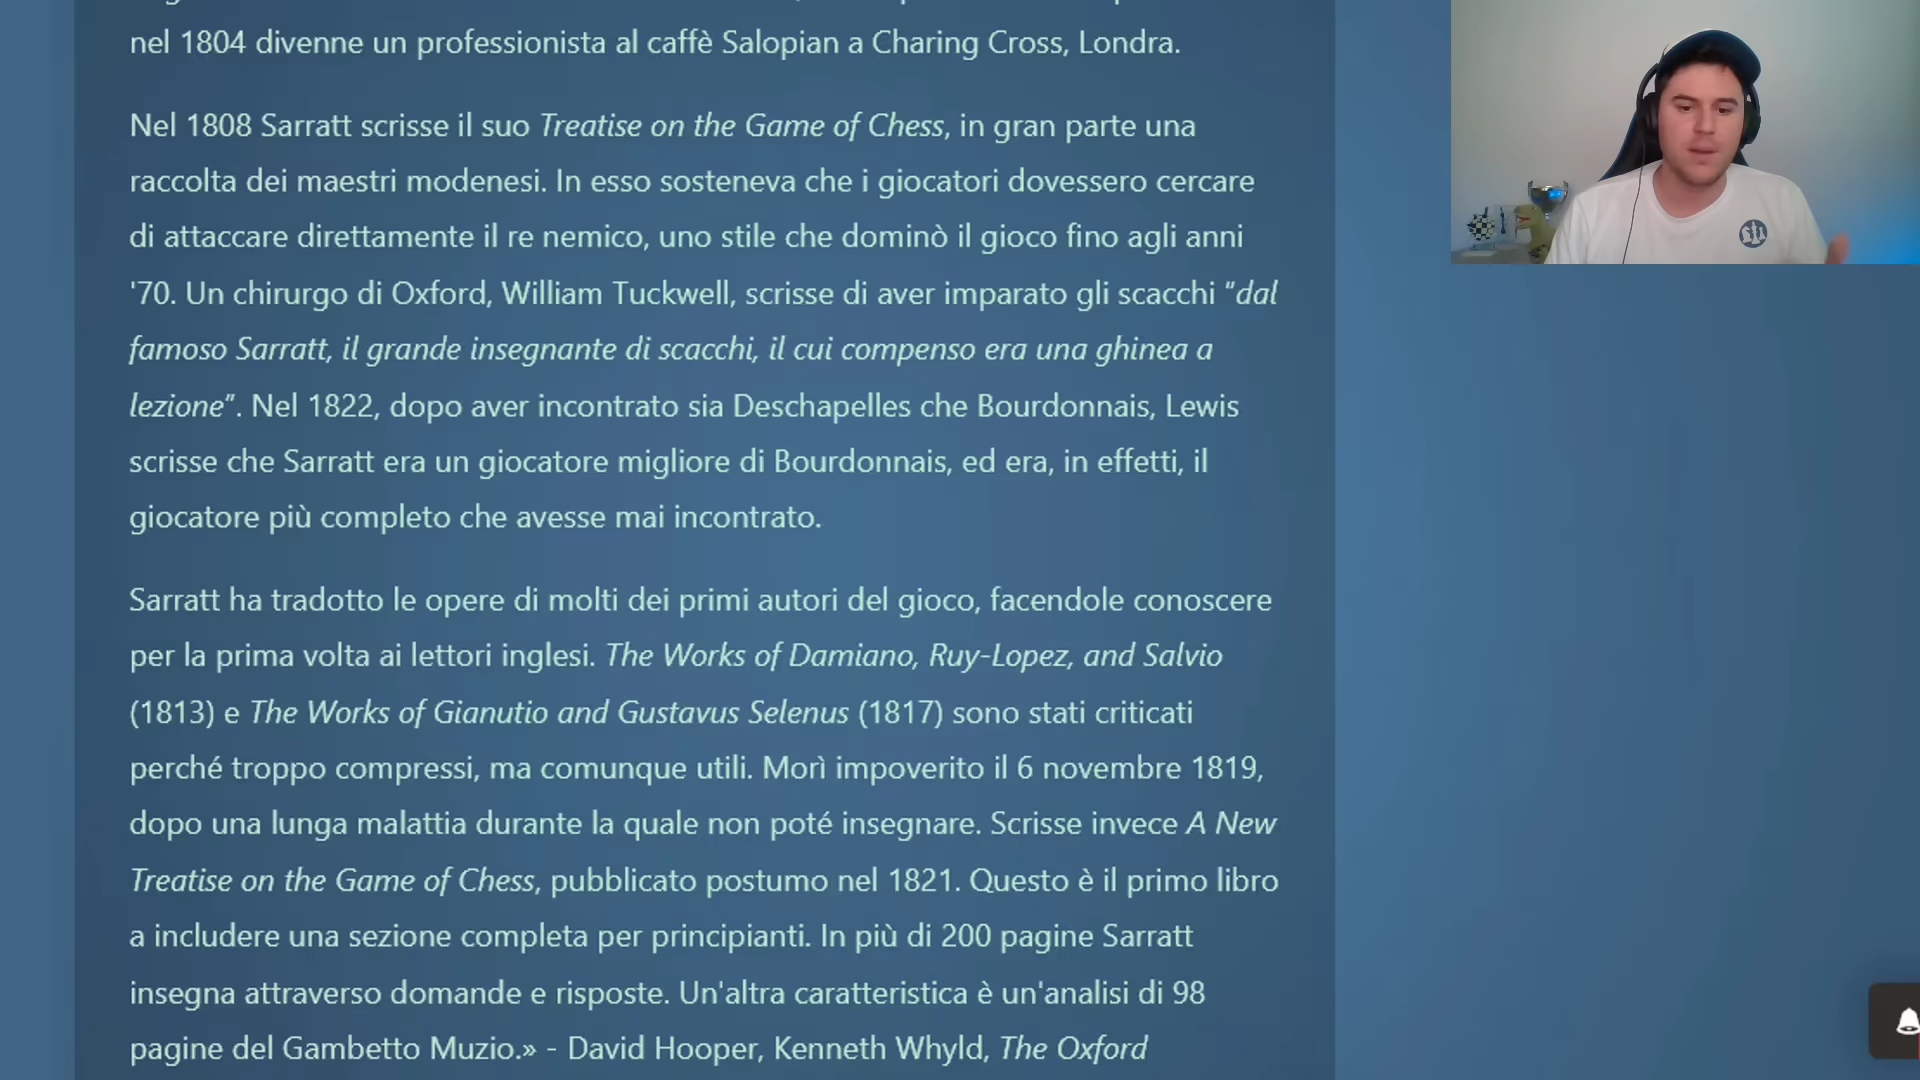 nel 1804 divenne un professionista al caffè Salopian a Charing Cross, Londra.
Nel 1808 Sarratt scrisse il suo Treatise on the Game of Chess, in gran parte una
raccolta dei maestri modenesi. In esso sosteneva che i giocatori dovessero cercare
di attaccare direttamente il re nemico, uno stile che dominò il gioco fino agli anni
'70. Un chirurgo di Oxford, William Tuckwell, scrisse di aver imparato gli scacchi "dal
famoso Sarratt, il grande insegnante di scacchi, il cui compenso era una ghinea a
lezione". Nel 1822, dopo aver incontrato sia Deschapelles che Bourdonnais, Lewis
scrisse che Sarratt era un giocatore migliore di Bourdonnais, ed era, in effetti, il
giocatore più completo che avesse mai incontrato.
Sarratt ha tradotto le opere di molti dei primi autori del gioco, facendole conoscere
per la prima volta ai lettori inglesi. The Works of Damiano, Ruy-Lopez, and Salvio
(1813) e The Works of Gianutio and Gustavus Selenus (1817) sono stati criticati
perché troppo compressi, ma comunque utili. Morì impoverito il 6 novembre 1819,
dopo una lunga malattia durante la quale non poté insegnare. Scrisse invece A New
Treatise on the Game of Chess, pubblicato postumo nel 1821. Questo è il primo libro
a includere una sezione completa per principianti. In più di 200 pagine Sarratt
insegna attraverso domande e risposte. Un'altra caratteristica è un'analisi di 98
pagine del Gambetto Muzio.» - David Hooper, Kenneth Whyld, The Oxford